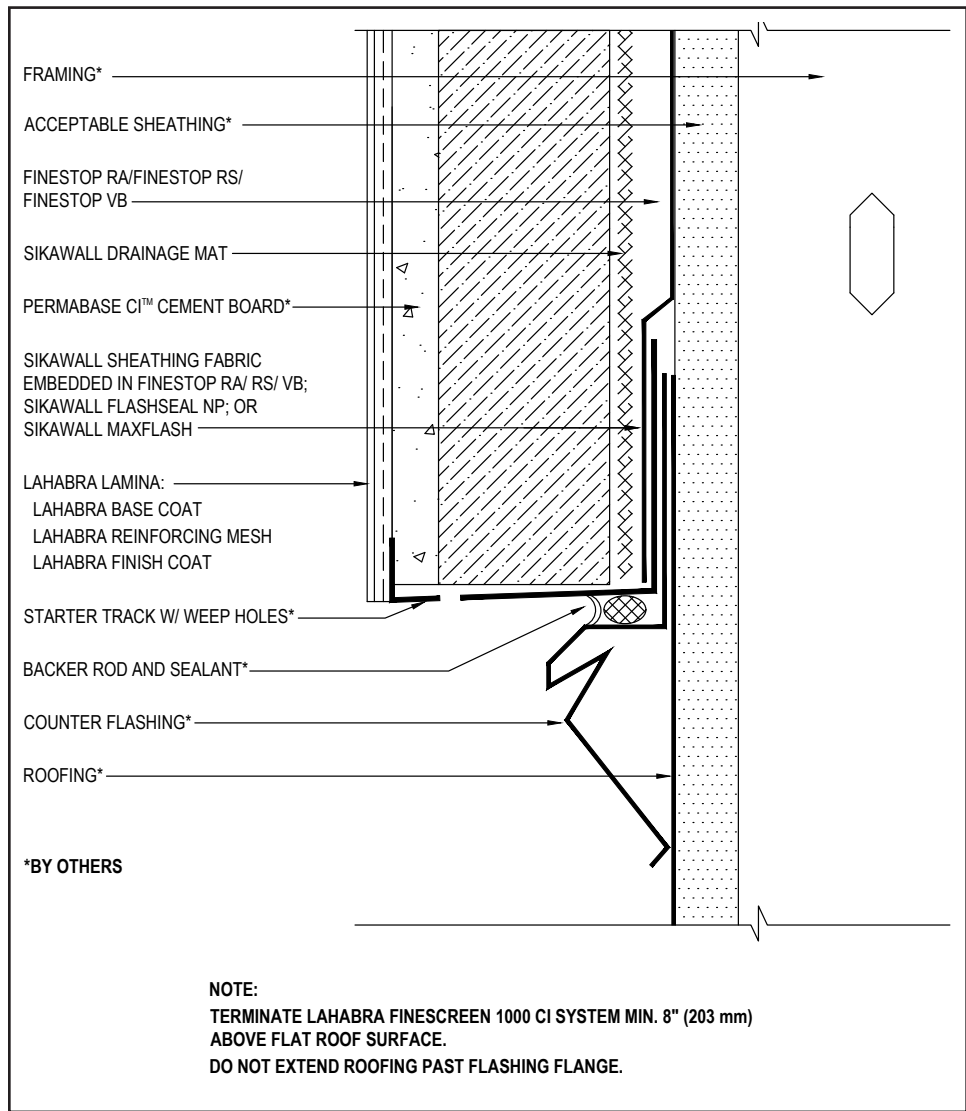 FRAMING*
ACCEPTABLE SHEATHING*
FINESTOP RA/FINESTOP RS/
FINESTOP VB
SIKAWALL DRAINAGE MAT
PERMABASE CI™ CEMENT BOARD*
SIKAWALL SHEATHING FABRIC
EMBEDDED IN FINESTOP RA/ RS/ VB;
SIKAWALL FLASHSEAL NP; OR
SIKAWALL MAXFLASH
LAHABRA LAMINA:
LAHABRA BASE COAT
LAHABRA REINFORCING MESH
LAHABRA FINISH COAT
STARTER TRACK W/ WEEP HOLES*
BACKER ROD AND SEALANT*
COUNTER FLASHING*
ROOFING*
*BY OTHERS
NOTE:
TERMINATE LAHABRA FINESCREEN 1000 CI SYSTEM MIN. 8" (203 mm)
ABOVE FLAT ROOF SURFACE.
DO NOT EXTEND ROOFING PAST FLASHING FLANGE.